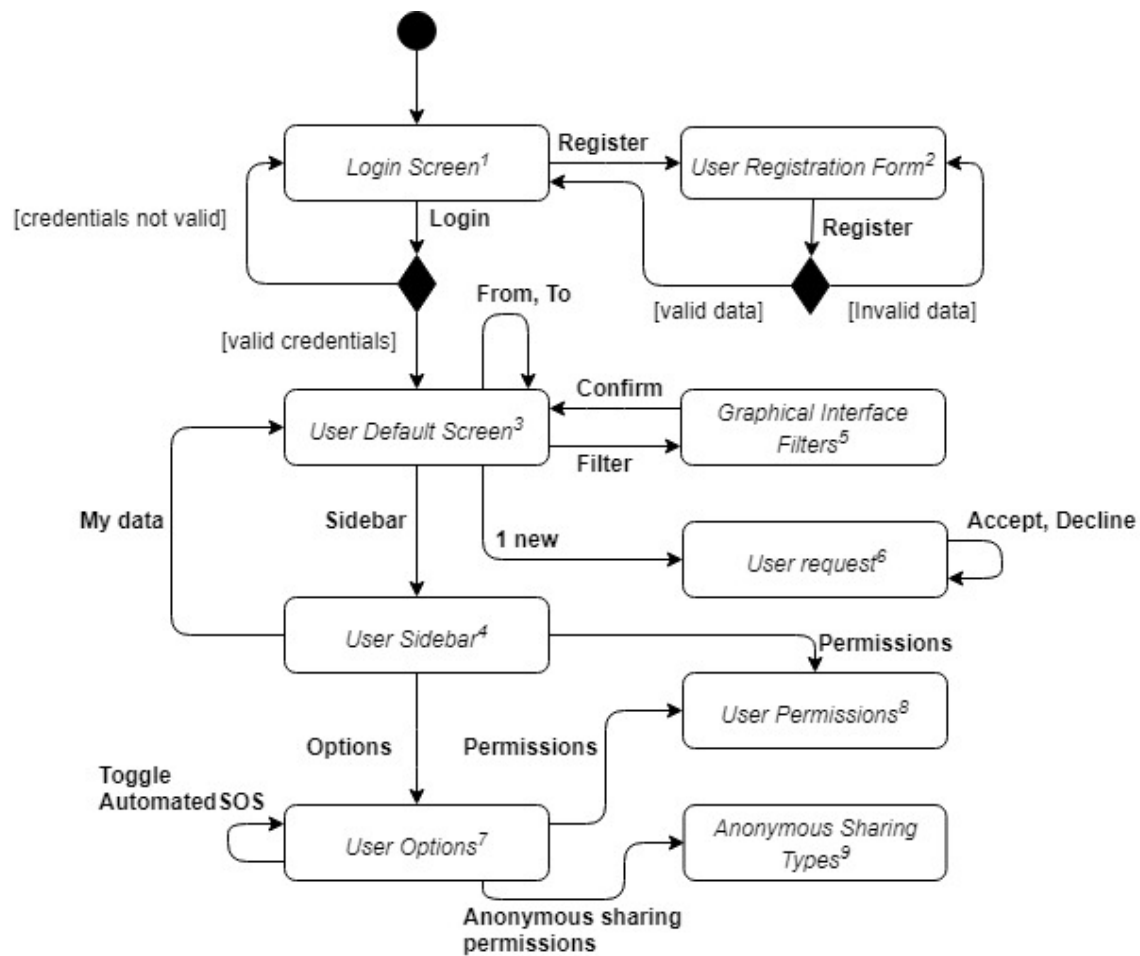 Login Screen1
Register
User Registration Form2
[credentials not valid]
Login
Register
[valid credentials]
From, To
[valid data]
[Invalid data]
User Default Screen3
Confirm
Filter
Graphical Interface
Filters5
My data
Sidebar
1 new
User request6
Accept, Decline
User Sidebar4
Permissions
User Permissions8
Options
Permissions
Toggle
Automated SOS
User Options7
Anonymous Sharing
Types9
Anonymous sharing
permissions